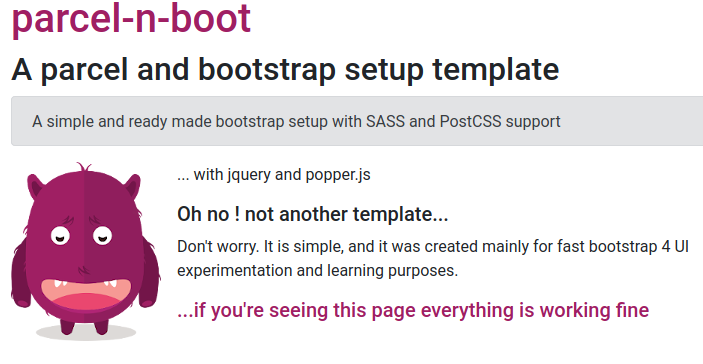 parcel-n-boot
A parcel and bootstrap setup template
A simple and ready made bootstrap setup with SASS and PostCSS support
... with jquery and popper.js
Oh no ! not another template...
Don't worry. It is simple, and it was created mainly for fast bootstrap 4 UI
experimentation and learning purposes.
...if you're seeing this page everything is working fine